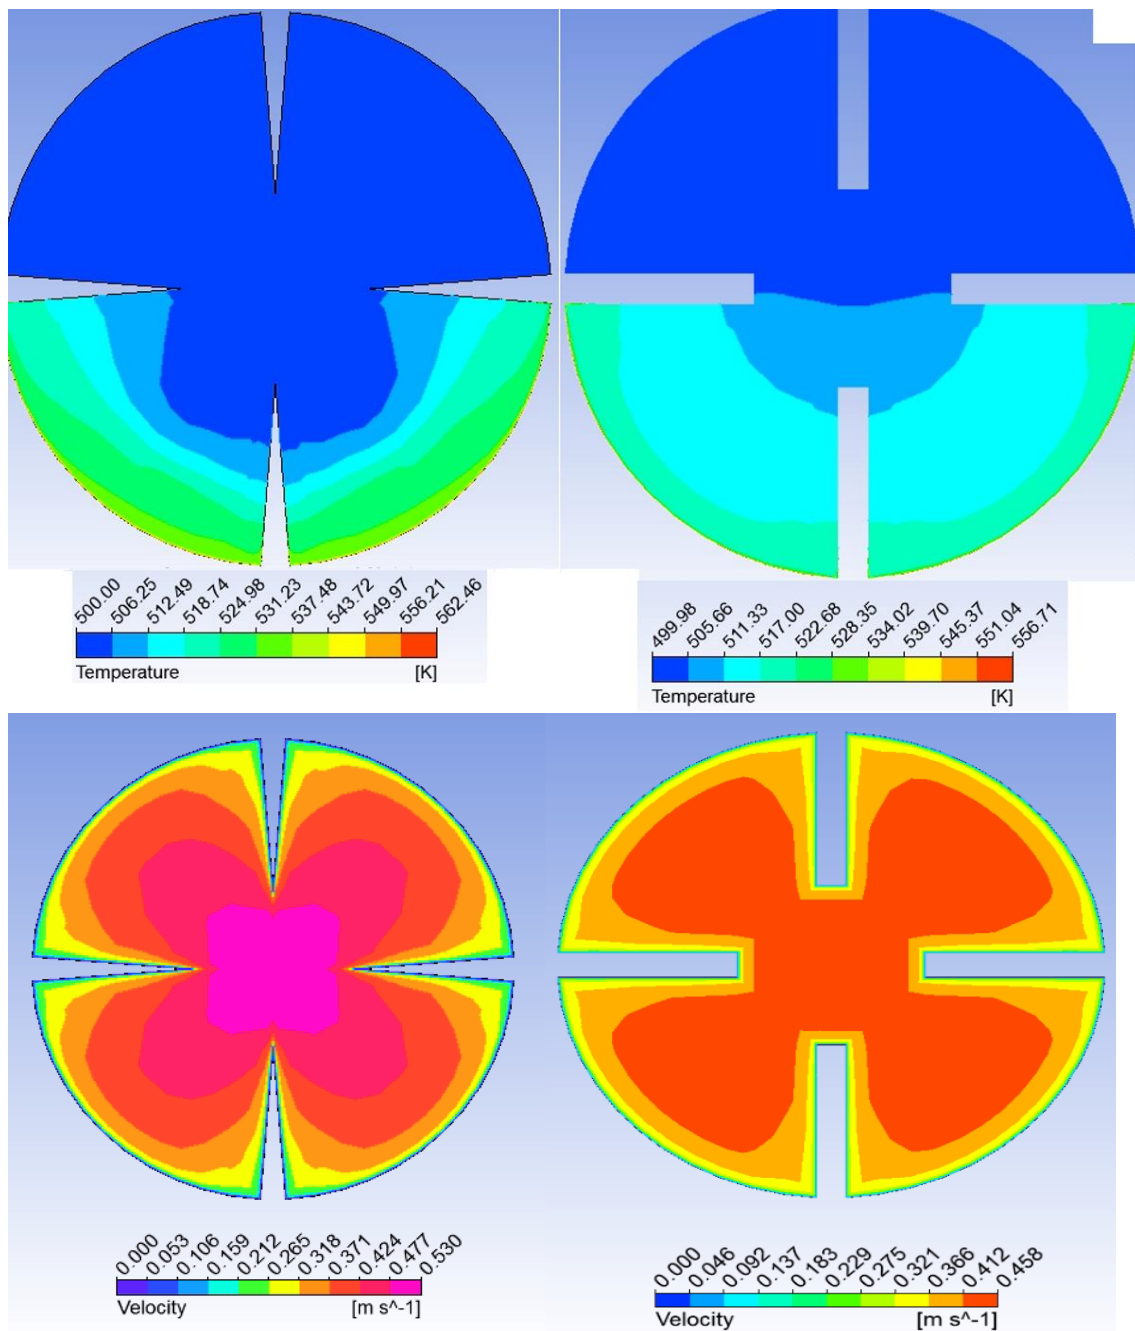 500.00 506.25 512.49 518.74 524.98 531.23 537.48 543.72 549.97 556.21 562.46
Temperature [K]
499.98 505.66 511.33 517.00 522.68 528.35 534.02 539.70 545.37 551.04 556.71
Temperature [K]
0.000 0.053 0.106 0.159 0.212 0.265 0.318 0.371 0.424 0.477 0.530
Velocity [m s^-1]
0.000 0.046 0.092 0.137 0.183 0.229 0.275 0.321 0.366 0.412 0.458
Velocity [m s^-1]